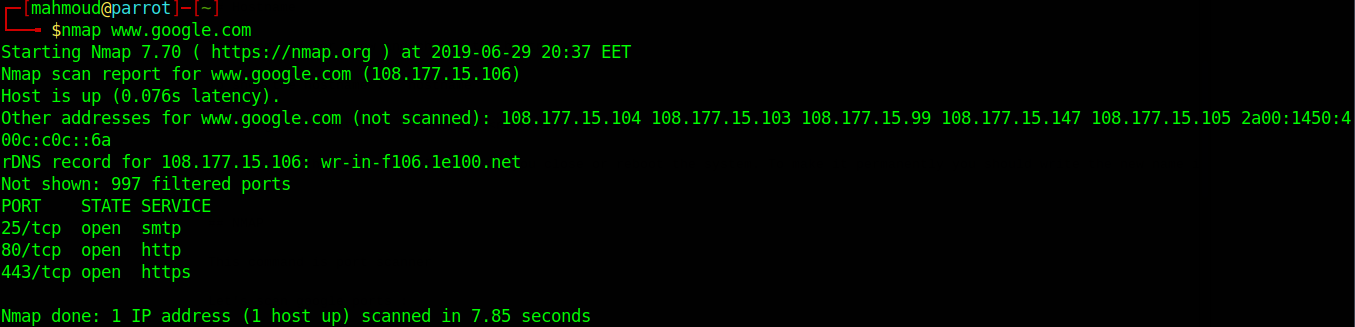 ┌─[mahmoud@parrot]─[~]
└──╼ $nmap www.google.com
Starting Nmap 7.70 ( https://nmap.org ) at 2019-06-29 20:37 EET
Nmap scan report for www.google.com (108.177.15.106)
Host is up (0.076s latency).
Other addresses for www.google.com (not scanned): 108.177.15.104 108.177.15.103 108.177.15.99 108.177.15.147 108.177.15.105 2a00:1450:4
00c:c0c::6a
rDNS record for 108.177.15.106: wr-in-f106.1e100.net
Not shown: 997 filtered ports
PORT    STATE SERVICE
25/tcp  open  smtp
80/tcp  open  http
443/tcp open  https
Nmap done: 1 IP address (1 host up) scanned in 7.85 seconds